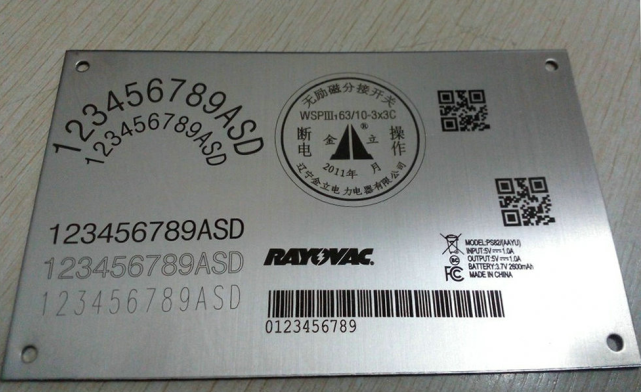 123456789ASD
123456789ASD
无励磁分接开关
WSPIII₁63/10-3x3C
断电
金 ® 立
操作
2011年 月
辽宁金立电力电器有限公司
123456789ASD
123456789ASD
123456789ASD
RAYOVAC.
MODEL:PS82/(AAYU)
INPUT:5V⎓1.0A
OUTPUT:5V⎓1.0A
BATTERY:3.7V 2600mAh
FC MADE IN CHINA
0123456789